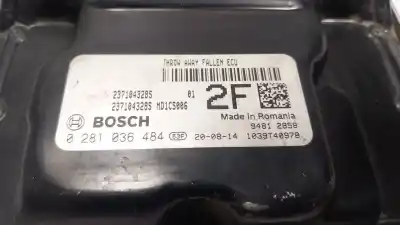 THROW AWAY FALLEN ECU
237104328S 01
237104328S MD1CS006 2F
Made in Romania
BOSCH 9481 2859
0 281 036 484 20-08-14 1039T40979